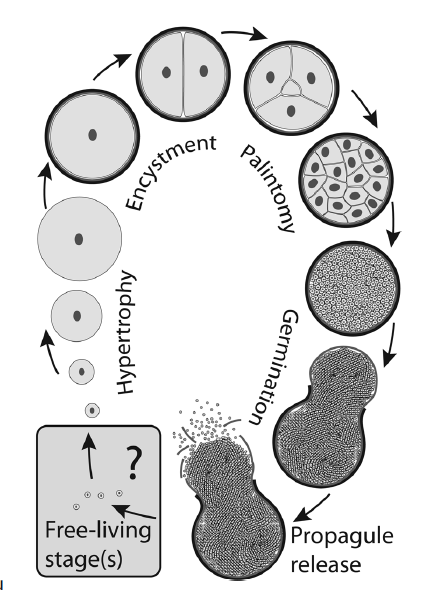 Encystment
Palintomy
Hypertrophy
Germination
?
Free-living
stage(s)
Propagule
release